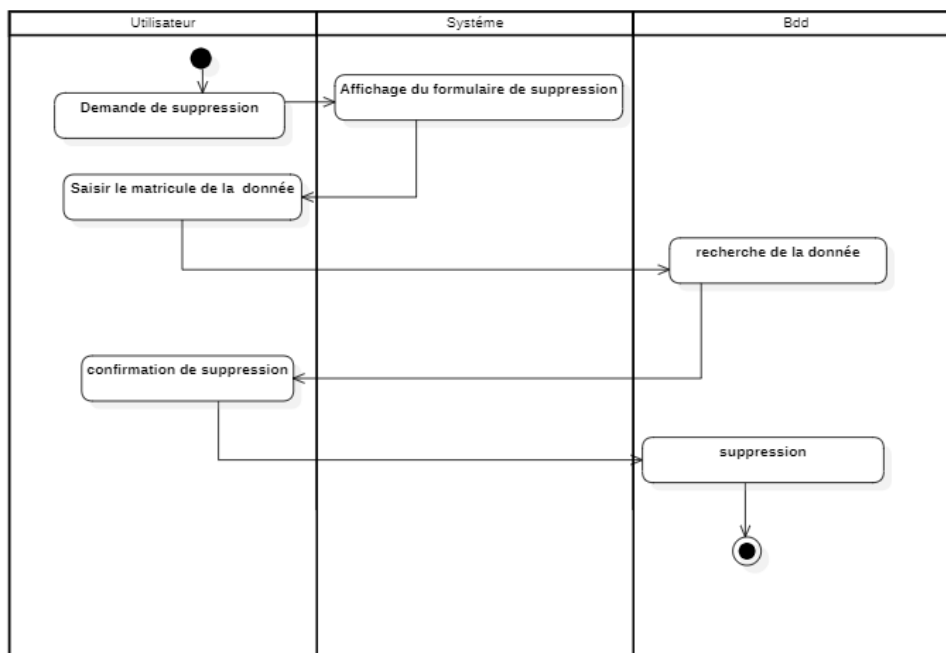 Utilisateur
Systéme
Bdd
Demande de suppression
Affichage du formulaire de suppression
Saisir le matricule de la donnée
recherche de la donnée
confirmation de suppression
suppression